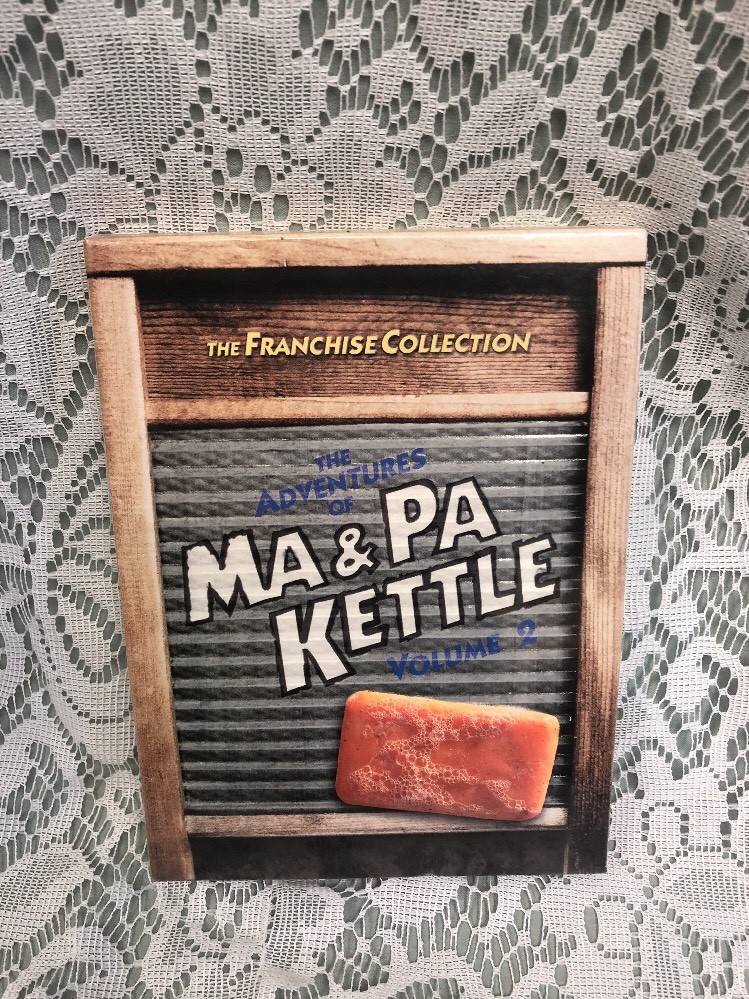 THE FRANCHISE COLLECTION
THE
ADVENTURES
OF
MA & PA
KETTLE
VOLUME 2